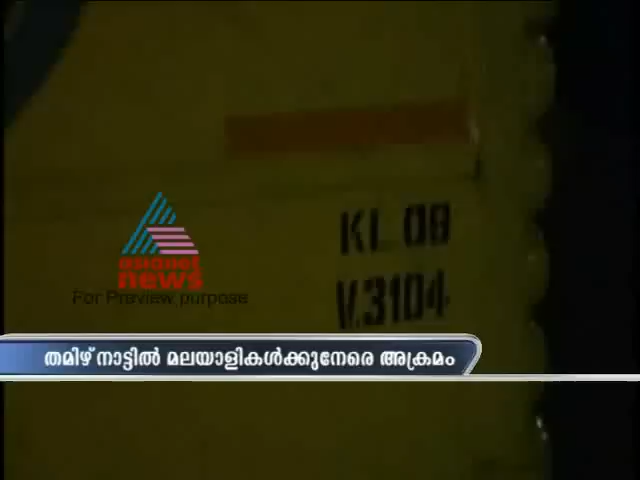 KL 08
V.3104
asianet
news
For Preview purpose
തമിഴ് നാട്ടിൽ മലയാളികൾക്കുനേരെ അക്രമം